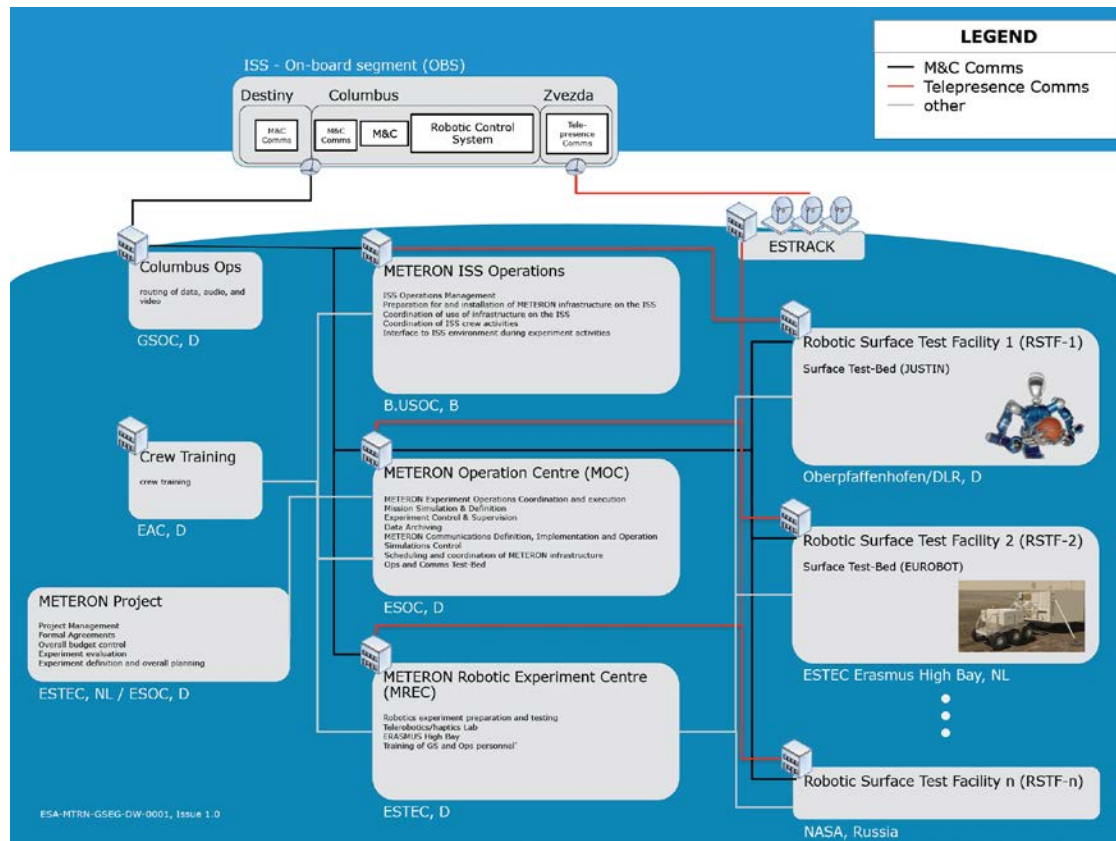 LEGEND
M&C Comms
Telepresence Comms
other
ISS - On-board segment (OBS)
Destiny
Columbus
Zvezda
M&C
Comms
M&C
Comms
M&C
Robotic Control
System
Tele-
presence
Comms
ESTRACK
Columbus Ops
routing of data, audio, and
video
GSOC, D
METERON ISS Operations
ISS Operations Management
Preparation for and installation of METERON infrastructure on the ISS
Coordination of use of infrastructure on the ISS
Coordination of ISS crew activities
Interface to ISS environment during experiment activities
B.USOC, B
Robotic Surface Test Facility 1 (RSTF-1)
Surface Test-Bed (JUSTIN)
Oberpfaffenhofen/DLR, D
Crew Training
crew training
EAC, D
METERON Operation Centre (MOC)
METERON Experiment Operations Coordination and execution
Mission Simulation & Definition
Experiment Control & Supervision
Data Archiving
METERON Communications Definition, Implementation and Operation
Simulations Control
Scheduling and coordination of METERON infrastructure
Ops and Comms Test-Bed
ESOC, D
Robotic Surface Test Facility 2 (RSTF-2)
Surface Test-Bed (EUROBOT)
ESTEC Erasmus High Bay, NL
METERON Project
Project Management
Formal Agreements
Overall budget control
Experiment evaluation
Experiment definition and overall planning
ESTEC, NL / ESOC, D
METERON Robotic Experiment Centre
(MREC)
Robotics experiment preparation and testing
Telerobotics/haptics Lab
ERASMUS High Bay
Training of GS and Ops personnel´
ESTEC, D
Robotic Surface Test Facility n (RSTF-n)
NASA, Russia
ESA-MTRN-GSEG-DW-0001, Issue 1.0